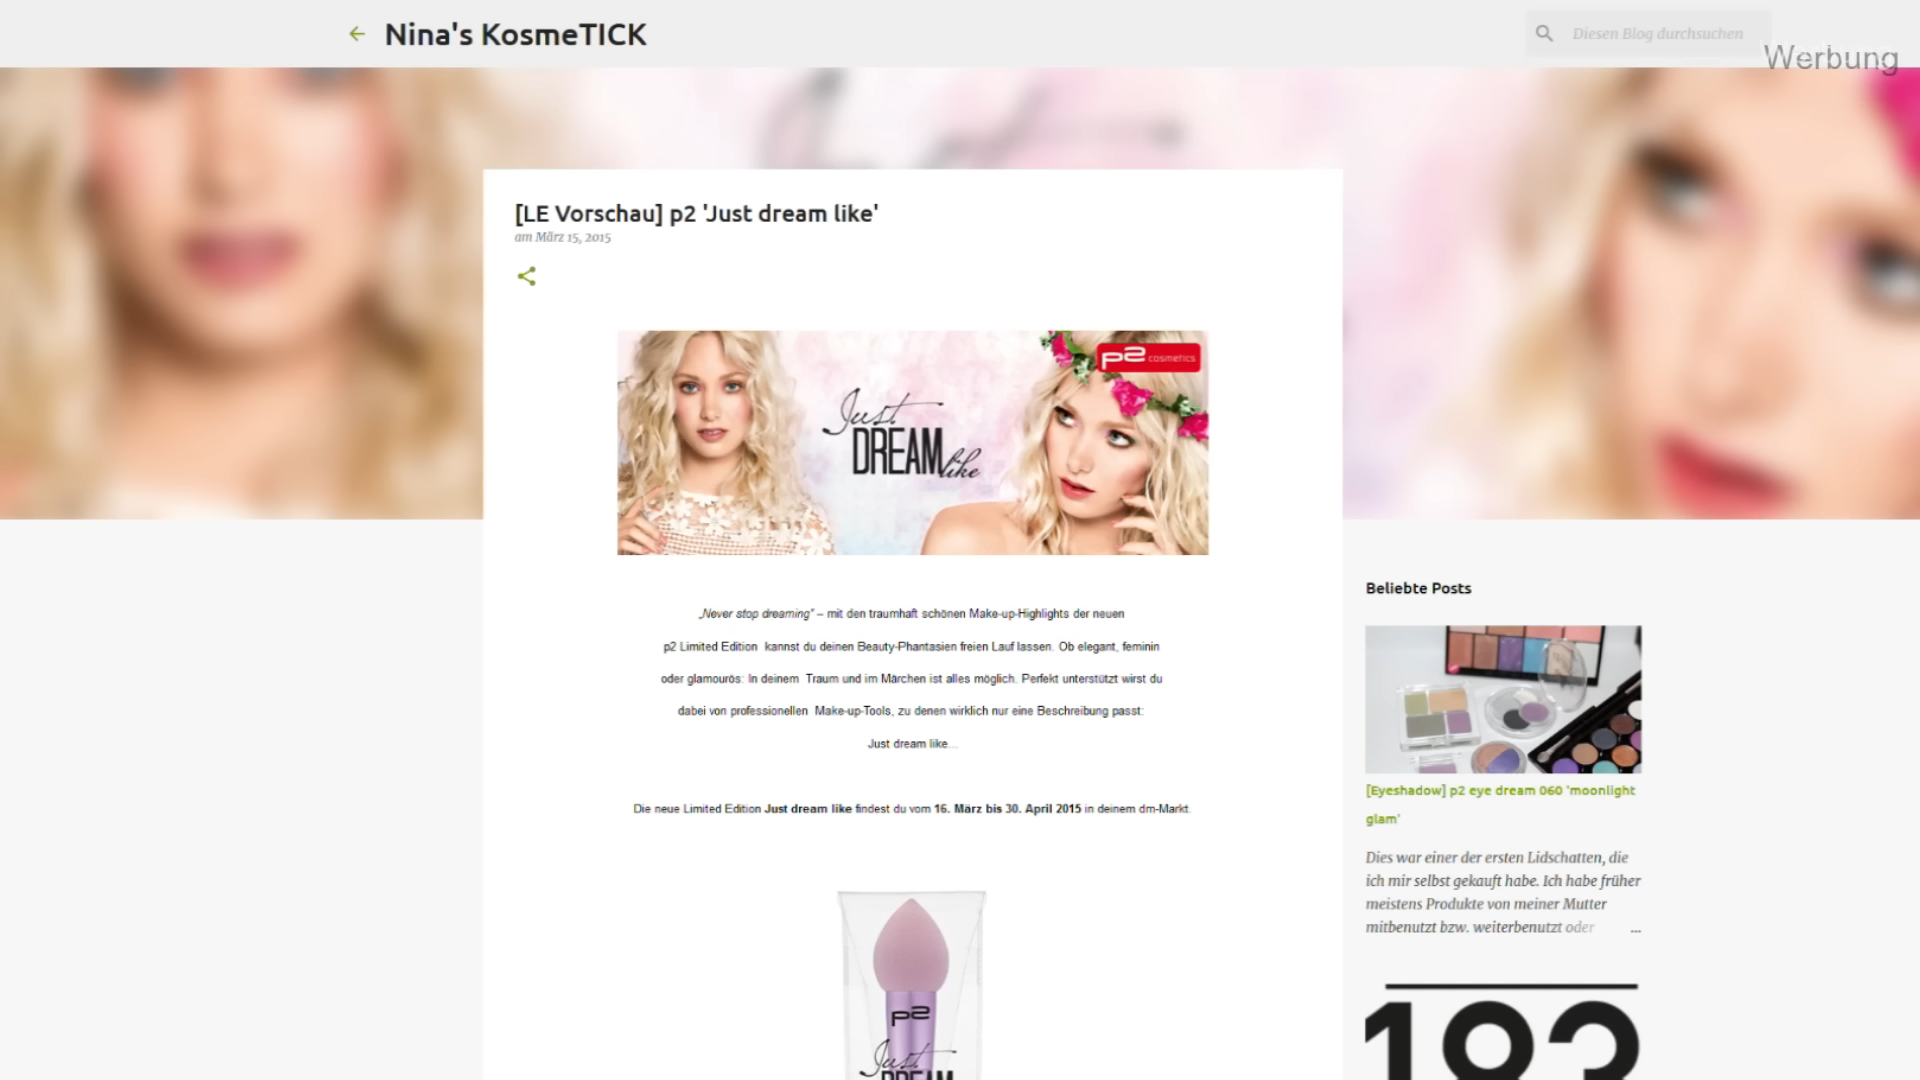 Nina's KosmeTICK
Diesen Blog durchsuchen
Werbung
[LE Vorschau] p2 'Just dream like'
am März 15, 2015
p2 cosmetics
Just
DREAM like
„Never stop dreaming“ – mit den traumhaft schönen Make-up-Highlights der neuen
p2 Limited Edition kannst du deinen Beauty-Phantasien freien Lauf lassen. Ob elegant, feminin
oder glamourös: In deinem Traum und im Märchen ist alles möglich. Perfekt unterstützt wirst du
dabei von professionellen Make-up-Tools, zu denen wirklich nur eine Beschreibung passt:
Just dream like...
Die neue Limited Edition Just dream like findest du vom 16. März bis 30. April 2015 in deinem dm-Markt.
p2
Just
DREAM
Beliebte Posts
[Eyeshadow] p2 eye dream 060 'moonlight
glam'
Dies war einer der ersten Lidschatten, die
ich mir selbst gekauft habe. Ich habe früher
meistens Produkte von meiner Mutter
mitbenutzt bzw. weiterbenutzt oder ...
183